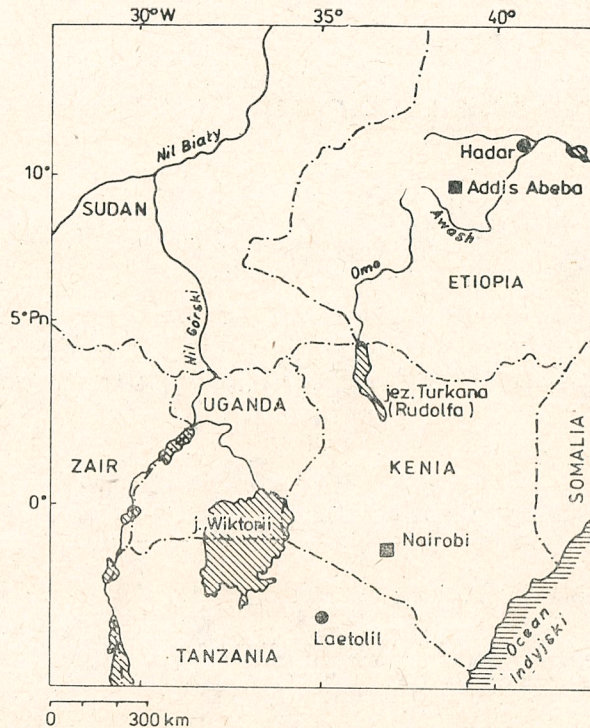 30°W 35° 40°
Nil Biały
Hadar
10°
Addis Abeba
SUDAN
Awash
Omo
ETIOPIA
5°Pn
Nil Górski
jez. Turkana
(Rudolfa)
UGANDA
ZAIR
KENIA
SOMALIA
0°
j. Wiktorii
Nairobi
Laetolil
Ocean
Indyjski
TANZANIA
0 300 km